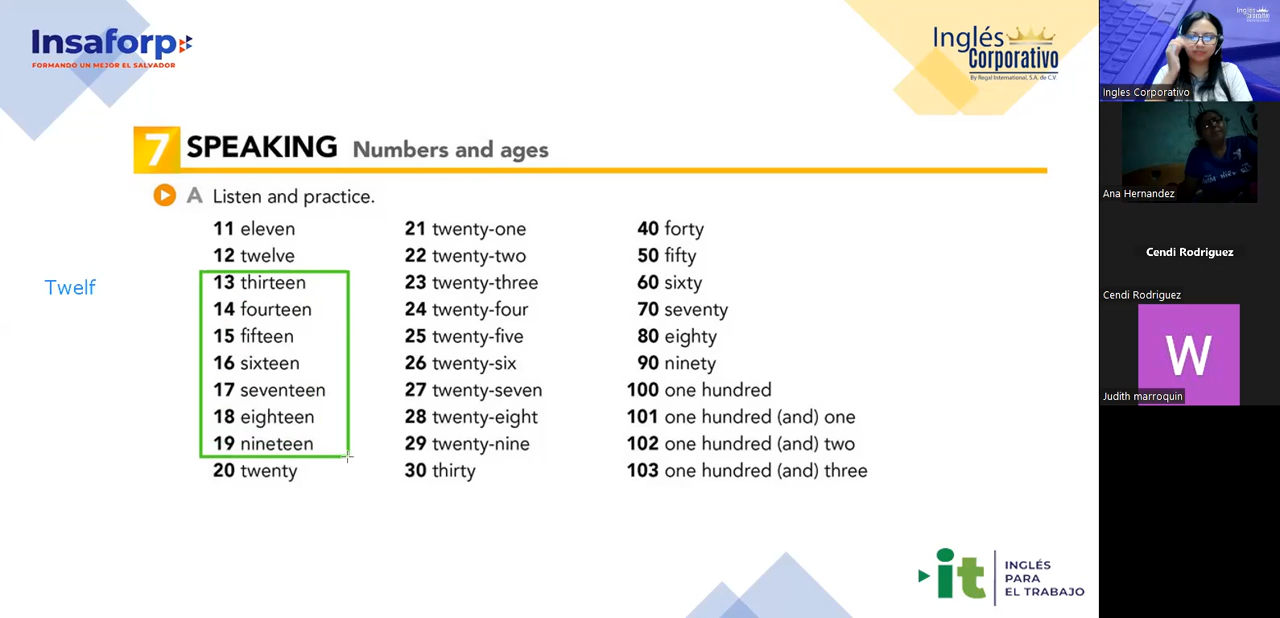 Insaforp
FORMANDO UN MEJOR EL SALVADOR
Inglés
Corporativo
By Regal International, S.A. de C.V.
7 SPEAKING Numbers and ages
A Listen and practice.
11 eleven
12 twelve
13 thirteen
14 fourteen
15 fifteen
16 sixteen
17 seventeen
18 eighteen
19 nineteen
20 twenty
21 twenty-one
22 twenty-two
23 twenty-three
24 twenty-four
25 twenty-five
26 twenty-six
27 twenty-seven
28 twenty-eight
29 twenty-nine
30 thirty
40 forty
50 fifty
60 sixty
70 seventy
80 eighty
90 ninety
100 one hundred
101 one hundred (and) one
102 one hundred (and) two
103 one hundred (and) three
Twelf
it
INGLÉS
PARA
EL TRABAJO
Inglés
Ingles Corporativo
Ana Hernandez
Cendi Rodriguez
Cendi Rodriguez
W
Judith marroquin